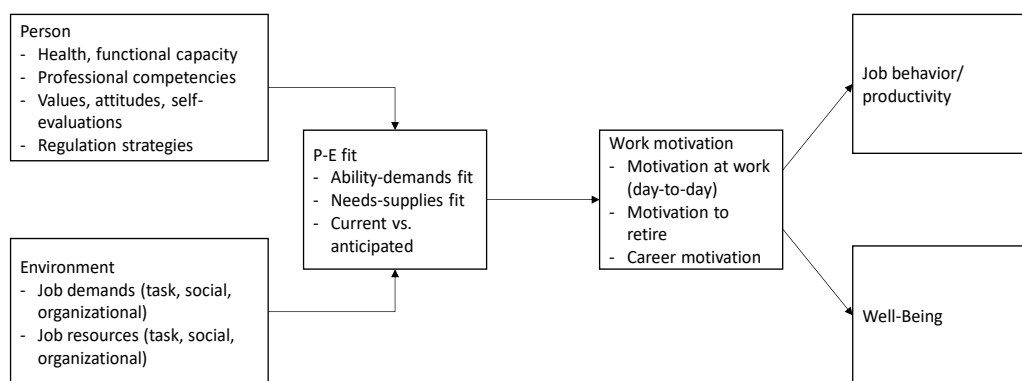 Person
- Health, functional capacity
- Professional competencies
- Values, attitudes, self-
evaluations
- Regulation strategies
Environment
- Job demands (task, social,
organizational)
- Job resources (task, social,
organizational)
P-E fit
- Ability-demands fit
- Needs-supplies fit
- Current vs.
anticipated
Work motivation
- Motivation at work
(day-to-day)
- Motivation to
retire
- Career motivation
Job behavior/
productivity
Well-Being